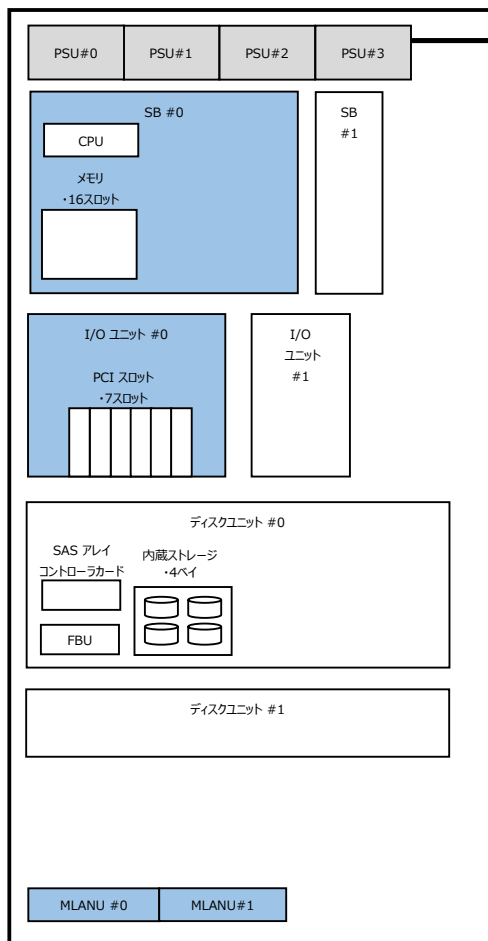 PSU#0 PSU#1 PSU#2 PSU#3
SB #0
CPU
メモリ
・16スロット
SB
#1
I/O ユニット #0
PCI スロット
・7スロット
I/O
ユニット
#1
ディスクユニット #0
SAS アレイ
コントローラカード
FBU
内蔵ストレージ
・4ベイ
ディスクユニット #1
MLANU #0 MLANU#1